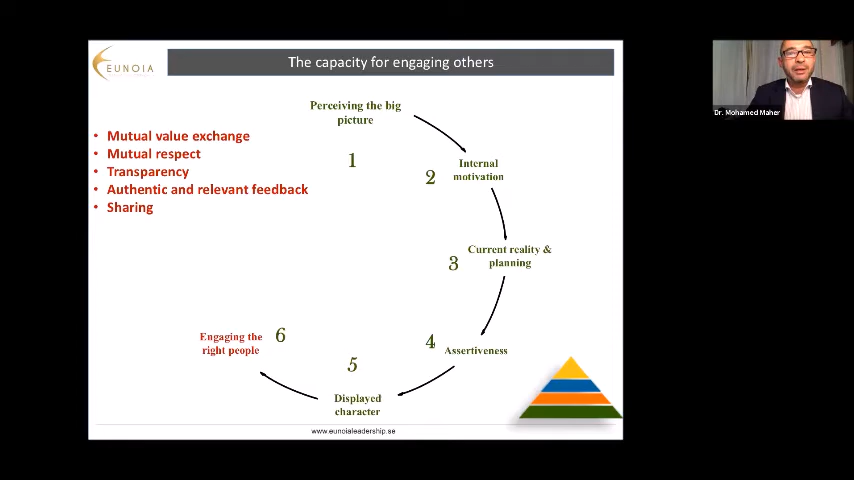 EUNOIA
The capacity for engaging others
Dr. Mohamed Maher
• Mutual value exchange
• Mutual respect
• Transparency
• Authentic and relevant feedback
• Sharing
Perceiving the big
picture
1
2
Internal
motivation
3
Current reality &
planning
4
Assertiveness
5
Displayed
character
6
Engaging the
right people
www.eunoialeadership.se